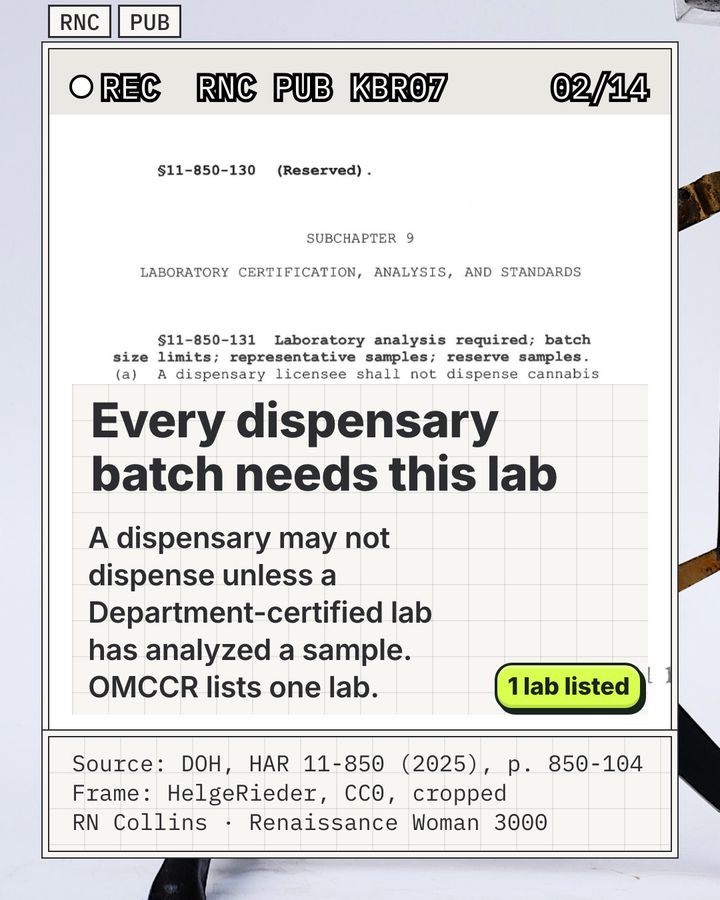 RNC PUB
REC RNC PUB KBR07 02/14
§11-850-130 (Reserved).
SUBCHAPTER 9
LABORATORY CERTIFICATION, ANALYSIS, AND STANDARDS
§11-850-131 Laboratory analysis required; batch
size limits; representative samples; reserve samples.
(a) A dispensary licensee shall not dispense cannabis
Every dispensary
batch needs this lab
A dispensary may not
dispense unless a
Department-certified lab
has analyzed a sample.
OMCCR lists one lab.
1 lab listed
Source: DOH, HAR 11-850 (2025), p. 850-104
Frame: HelgeRieder, CC0, cropped
RN Collins · Renaissance Woman 3000